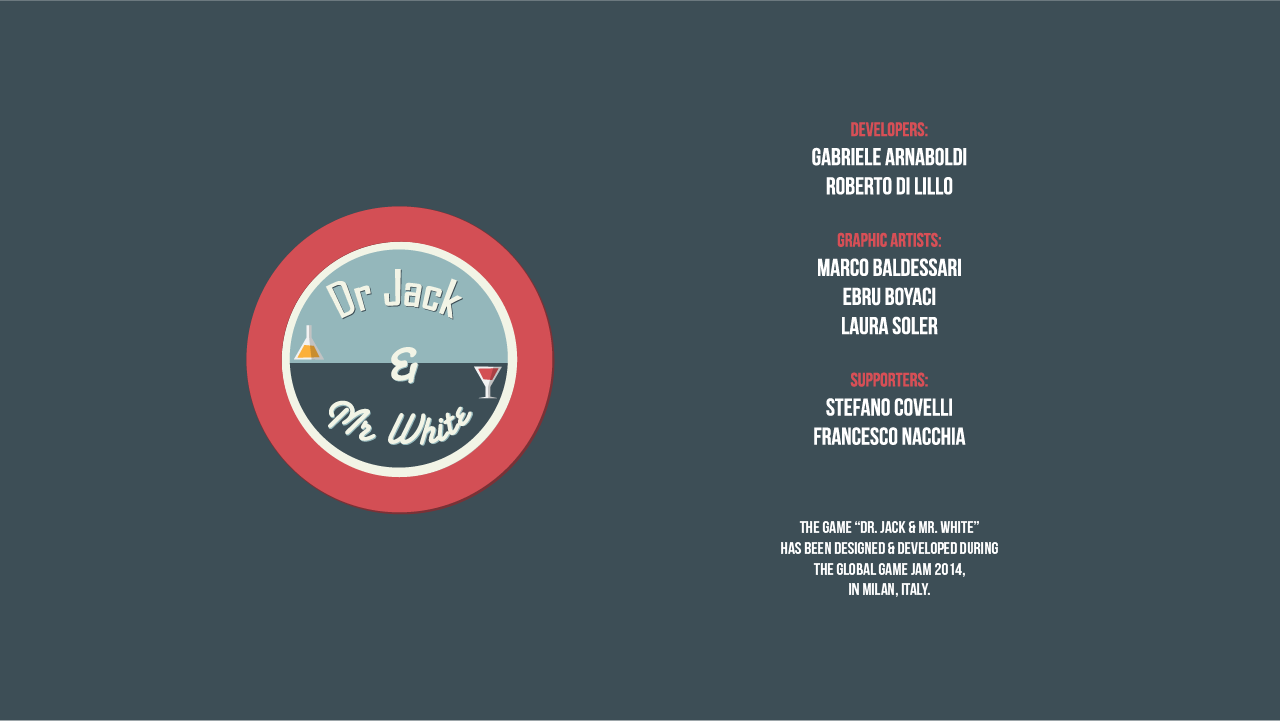 Dr Jack
&
Mr White
DEVELOPERS:
GABRIELE ARNABOLDI
ROBERTO DI LILLO
GRAPHIC ARTISTS:
MARCO BALDESSARI
EBRU BOYACI
LAURA SOLER
SUPPORTERS:
STEFANO COVELLI
FRANCESCO NACCHIA
THE GAME “DR. JACK & MR. WHITE”
HAS BEEN DESIGNED & DEVELOPED DURING
THE GLOBAL GAME JAM 2014,
IN MILAN, ITALY.